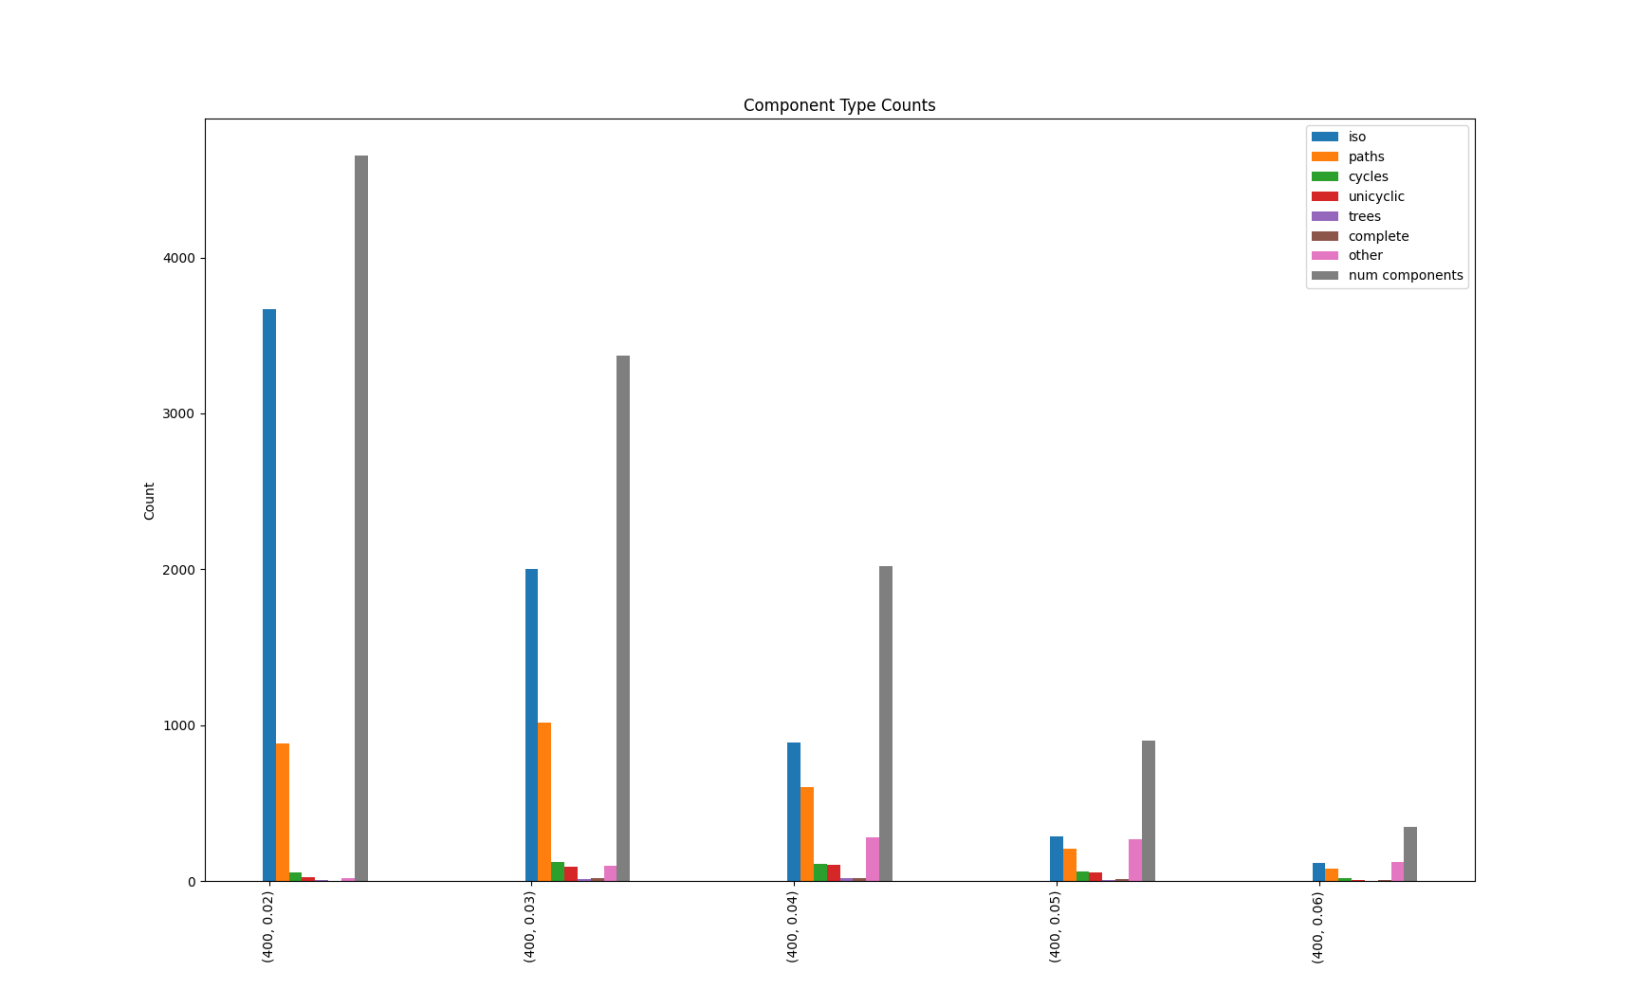 Component Type Counts
iso
paths
cycles
unicyclic
trees
complete
other
num components
Count
4000
3000
2000
1000
0
(400, 0.02)
(400, 0.03)
(400, 0.04)
(400, 0.05)
(400, 0.06)